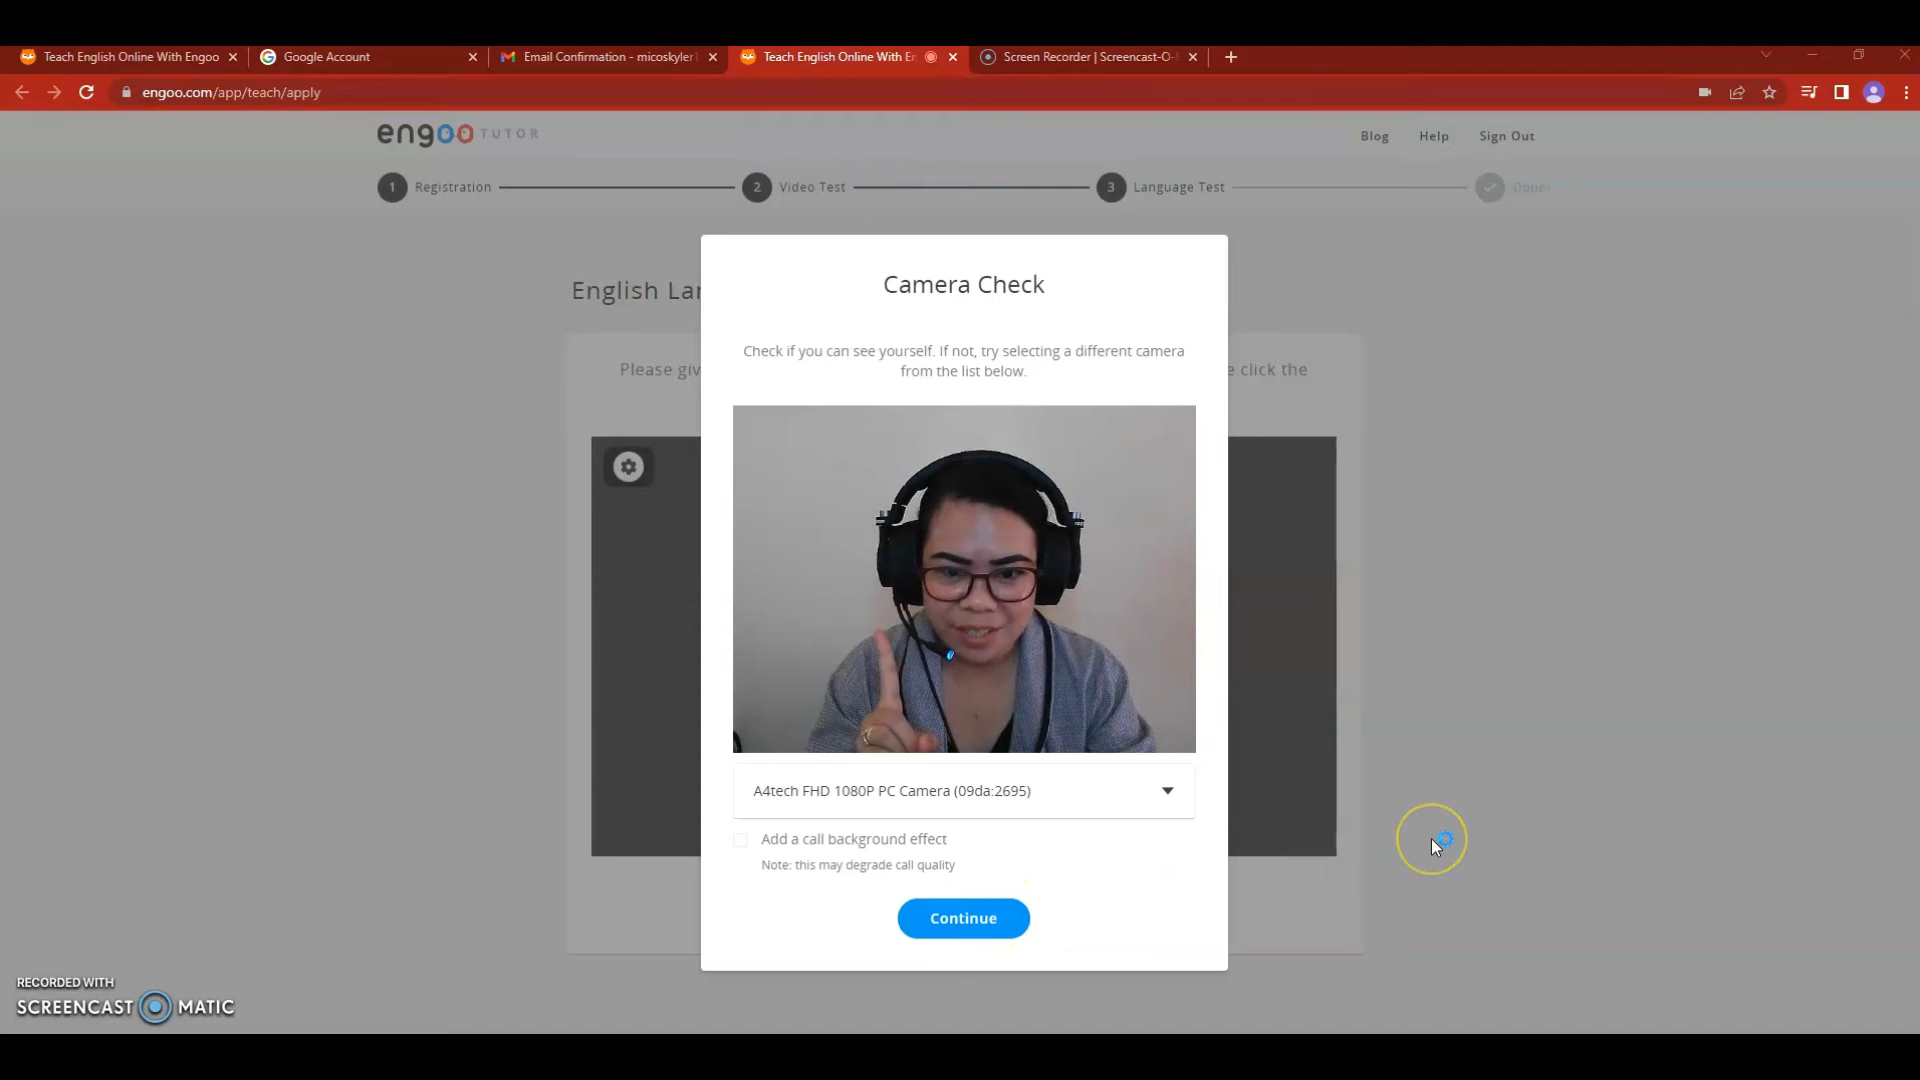 Teach English Online With Engoo
Google Account
Email Confirmation - micoskyler
Teach English Online With En
Screen Recorder | Screencast-O-
engoo.com/app/teach/apply
engoo TUTOR
Blog
Help
Sign Out
1 Registration
2 Video Test
3 Language Test
Done!
English Lan
Camera Check
Please giv
e click the
Check if you can see yourself. If not, try selecting a different camera
from the list below.
A4tech FHD 1080P PC Camera (09da:2695)
Add a call background effect
Note: this may degrade call quality
Continue
RECORDED WITH
SCREENCAST MATIC